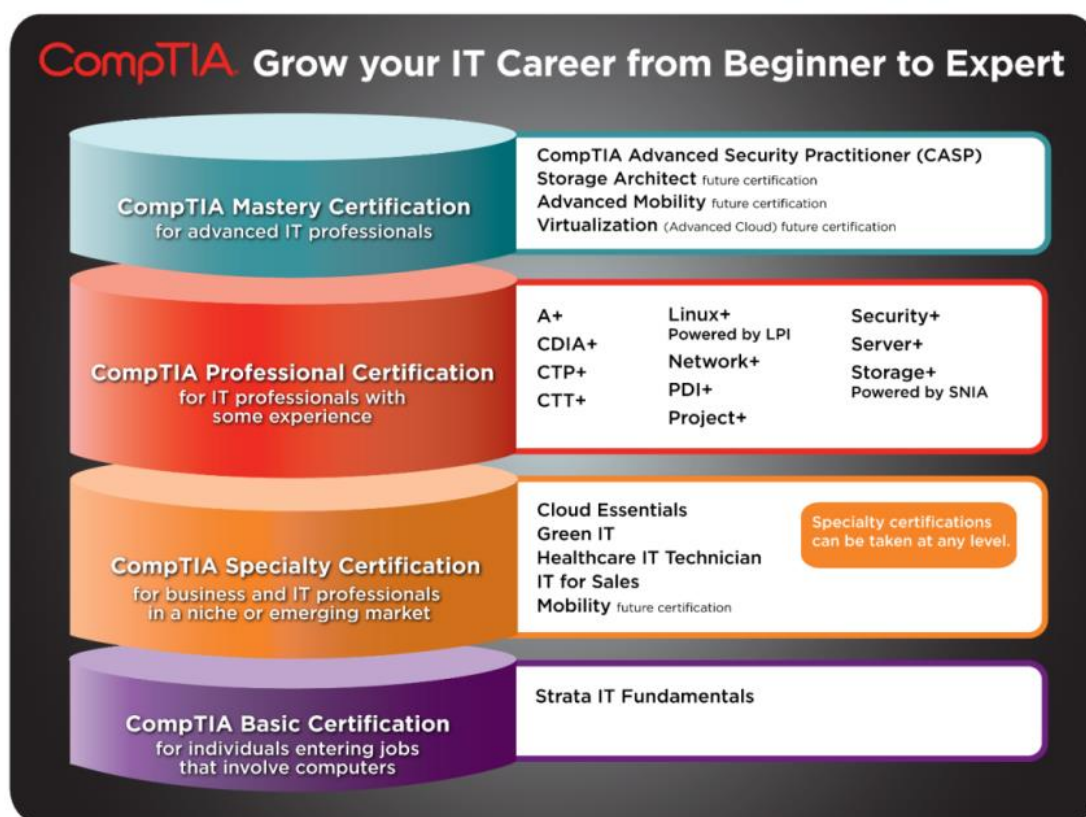 CompTIA. Grow your IT Career from Beginner to Expert
CompTIA Mastery Certification
for advanced IT professionals
CompTIA Advanced Security Practitioner (CASP)
Storage Architect future certification
Advanced Mobility future certification
Virtualization (Advanced Cloud) future certification
CompTIA Professional Certification
for IT professionals with
some experience
A+
CDIA+
CTP+
CTT+
Linux+
Powered by LPI
Network+
PDI+
Project+
Security+
Server+
Storage+
Powered by SNIA
CompTIA Specialty Certification
for business and IT professionals
in a niche or emerging market
Cloud Essentials
Green IT
Healthcare IT Technician
IT for Sales
Mobility future certification
Specialty certifications
can be taken at any level.
CompTIA Basic Certification
for individuals entering jobs
that involve computers
Strata IT Fundamentals